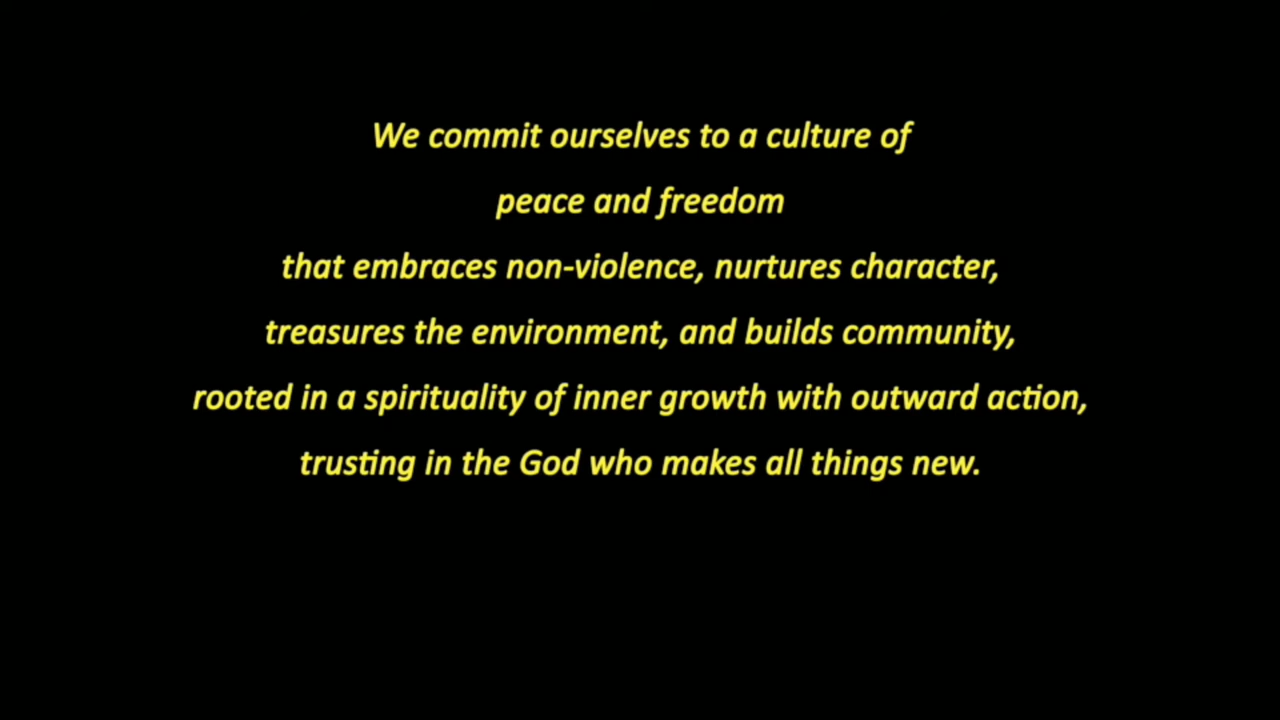 We commit ourselves to a culture of
peace and freedom
that embraces non-violence, nurtures character,
treasures the environment, and builds community,
rooted in a spirituality of inner growth with outward action,
trusting in the God who makes all things new.